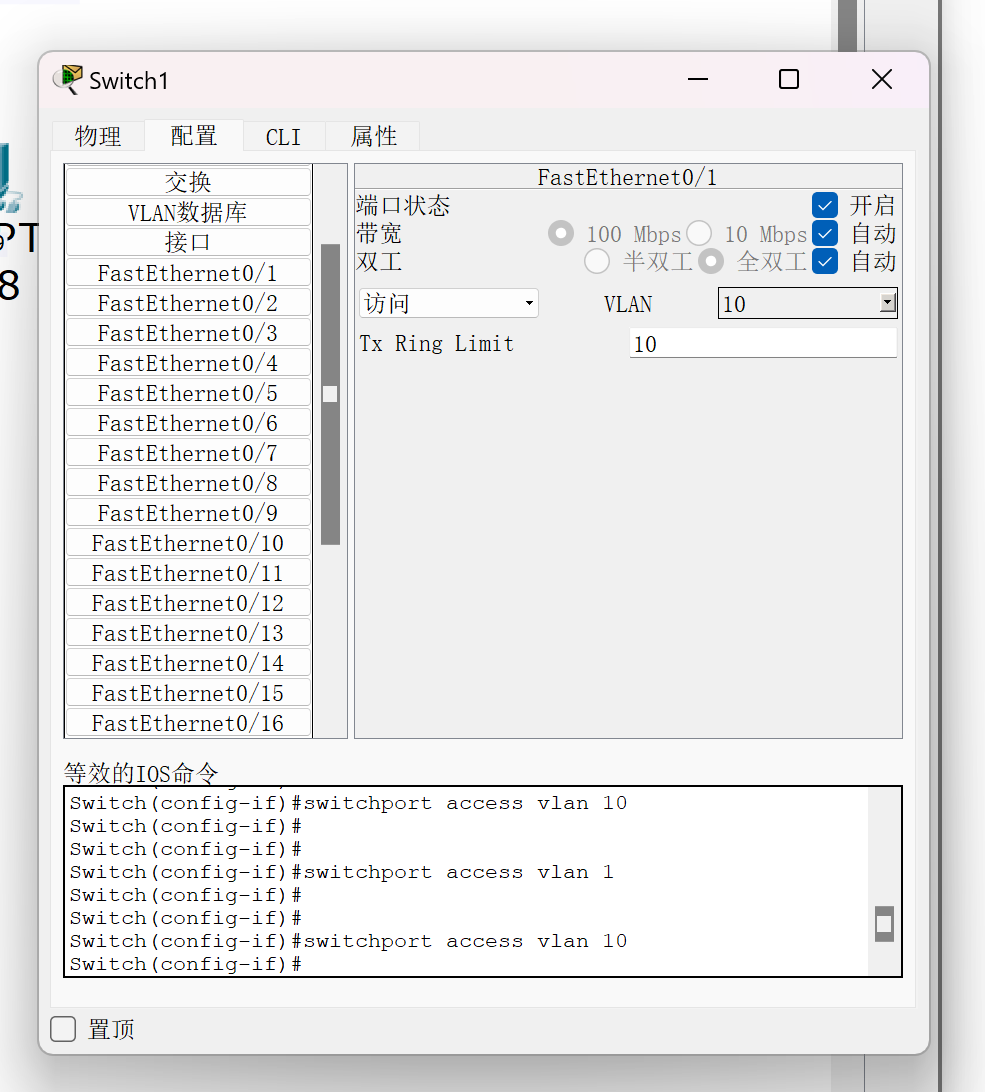 Switch1
物理 配置 CLI 属性
交换
VLAN数据库
接口
FastEthernet0/1
FastEthernet0/2
FastEthernet0/3
FastEthernet0/4
FastEthernet0/5
FastEthernet0/6
FastEthernet0/7
FastEthernet0/8
FastEthernet0/9
FastEthernet0/10
FastEthernet0/11
FastEthernet0/12
FastEthernet0/13
FastEthernet0/14
FastEthernet0/15
FastEthernet0/16
FastEthernet0/1
端口状态 开启
带宽 100 Mbps 10 Mbps 自动
双工 半双工 全双工 自动
访问 VLAN 10
Tx Ring Limit 10
等效的IOS命令
Switch(config-if)#switchport access vlan 10
Switch(config-if)#
Switch(config-if)#
Switch(config-if)#switchport access vlan 1
Switch(config-if)#
Switch(config-if)#
Switch(config-if)#switchport access vlan 10
Switch(config-if)#
置顶
PT
8